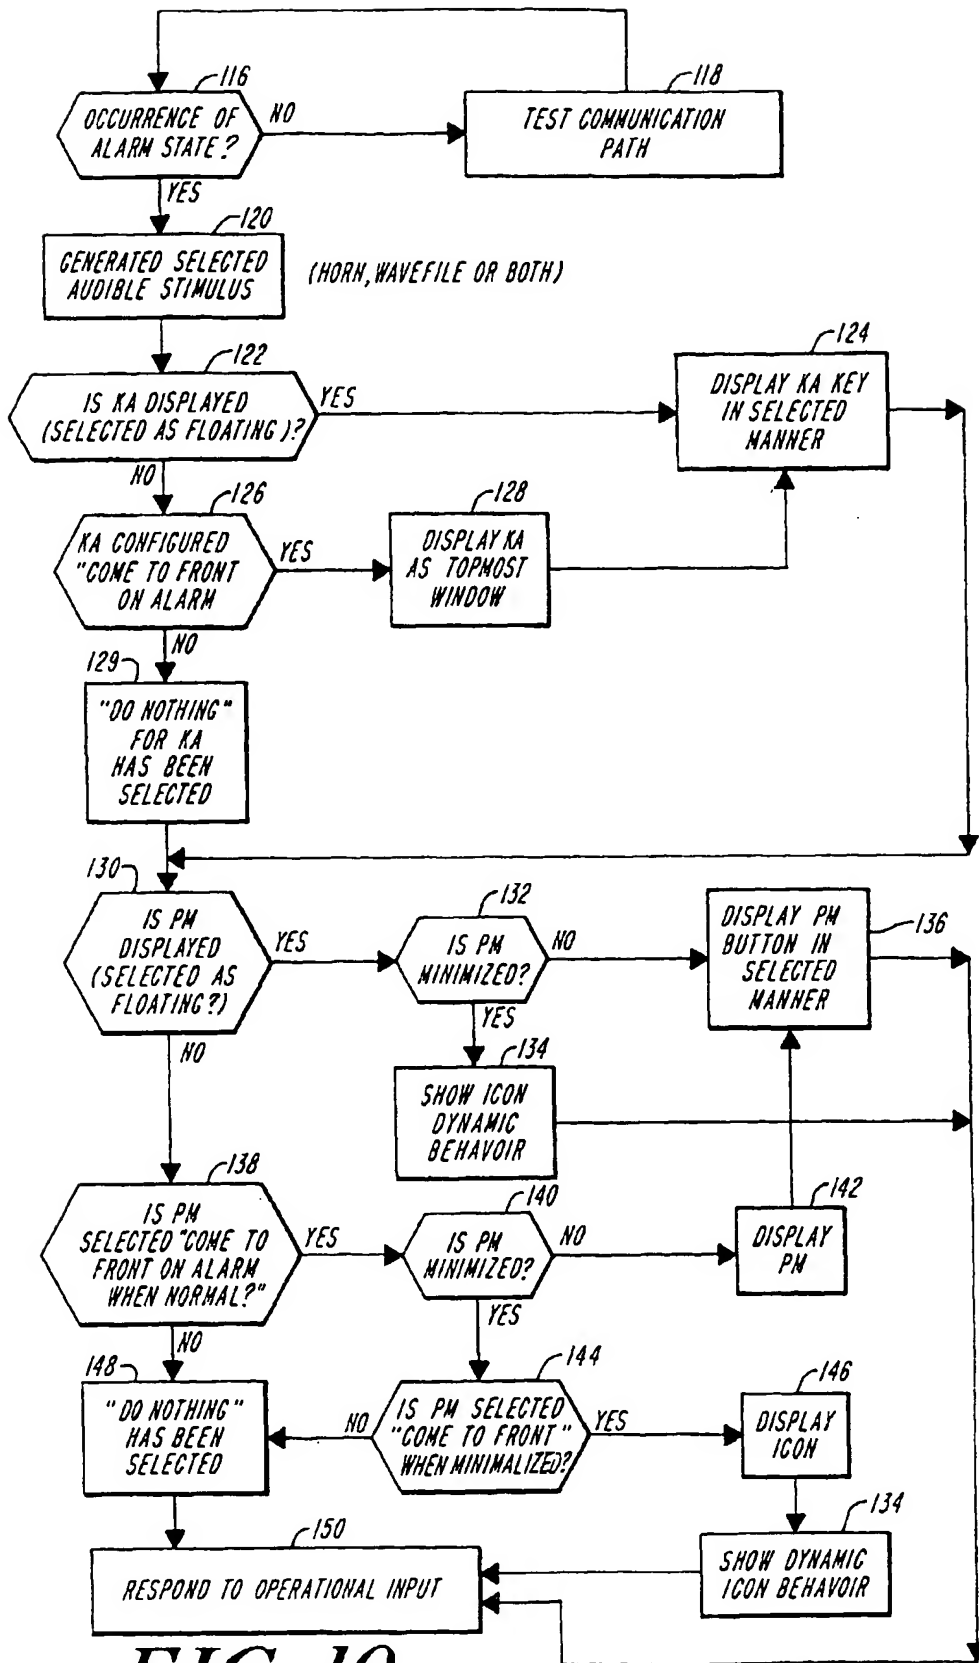 116
OCCURRENCE OF
ALARM STATE?
NO
118
TEST COMMUNICATION
PATH
YES
120
GENERATED SELECTED
AUDIBLE STIMULUS
(HORN, WAVEFILE OR BOTH)
122
IS KA DISPLAYED
(SELECTED AS FLOATING)?
YES
124
DISPLAY KA KEY
IN SELECTED
MANNER
NO
126
KA CONFIGURED
"COME TO FRONT
ON ALARM
YES
128
DISPLAY KA
AS TOPMOST
WINDOW
NO
129
"DO NOTHING"
FOR KA
HAS BEEN
SELECTED
130
IS PM
DISPLAYED
(SELECTED AS
FLOATING?)
YES
132
IS PM
MINIMIZED?
NO
DISPLAY PM
BUTTON IN
SELECTED
MANNER
136
YES
134
SHOW ICON
DYNAMIC
BEHAVOIR
NO
138
IS PM
SELECTED "COME TO
FRONT ON ALARM
WHEN NORMAL?"
YES
140
IS PM
MINIMIZED?
NO
142
DISPLAY
PM
YES
NO
148
"DO NOTHING"
HAS BEEN
SELECTED
NO
144
IS PM SELECTED
"COME TO FRONT"
WHEN MINIMALIZED?
YES
146
DISPLAY
ICON
134
SHOW DYNAMIC
ICON BEHAVOIR
150
RESPOND TO OPERATIONAL INPUT